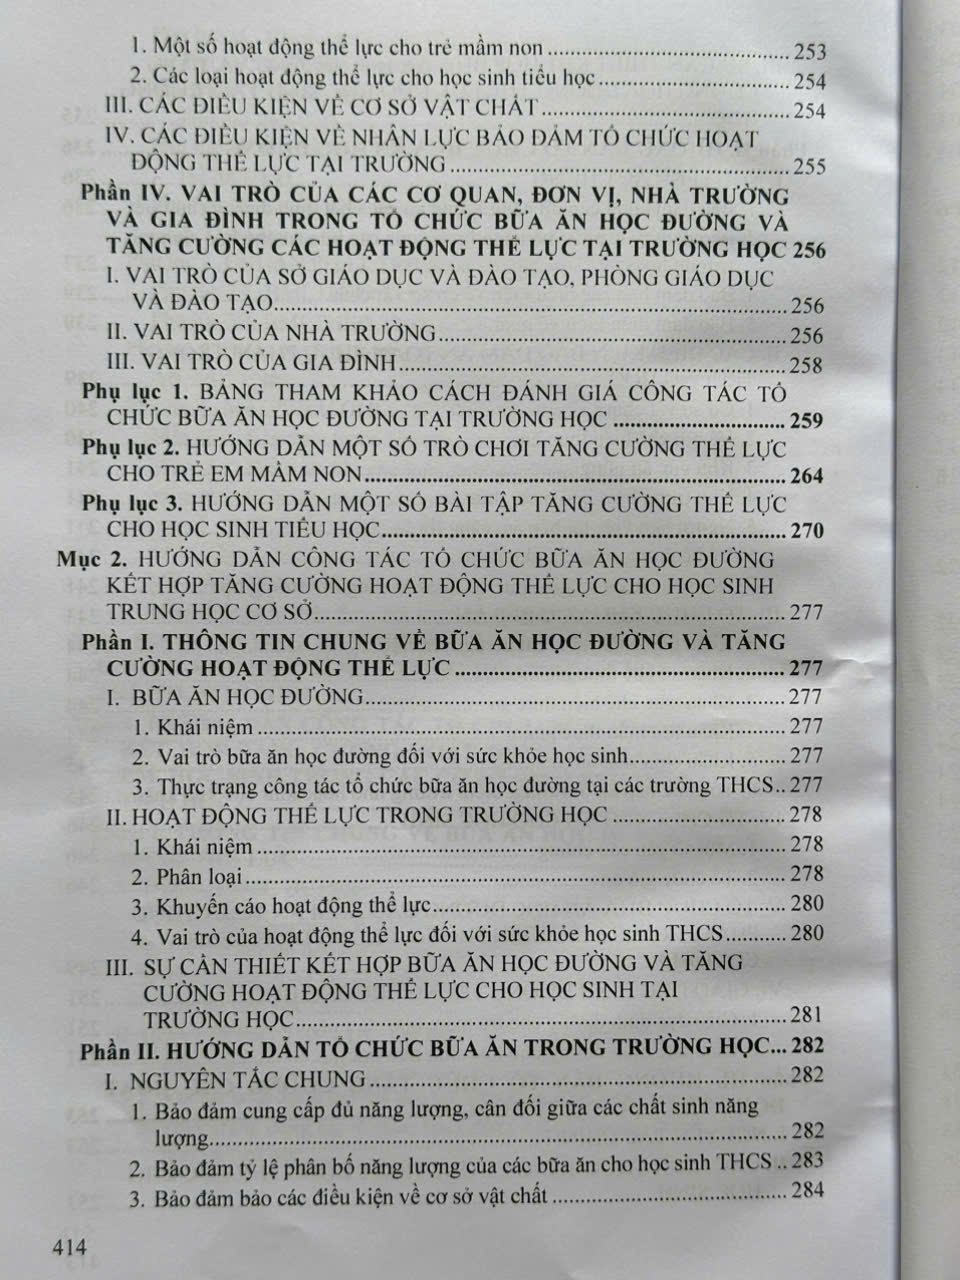 1. Một số hoạt động thể lực cho trẻ mầm non ........ 253
2. Các loại hoạt động thể lực cho học sinh tiểu học ........ 254
III. CÁC ĐIỀU KIỆN VỀ CƠ SỞ VẬT CHẤT ........ 254
IV. CÁC ĐIỀU KIỆN VỀ NHÂN LỰC BẢO ĐẢM TỔ CHỨC HOẠT
ĐỘNG THỂ LỰC TẠI TRƯỜNG ........ 255
Phần IV. VAI TRÒ CỦA CÁC CƠ QUAN, ĐƠN VỊ, NHÀ TRƯỜNG
VÀ GIA ĐÌNH TRONG TỔ CHỨC BỮA ĂN HỌC ĐƯỜNG VÀ
TĂNG CƯỜNG CÁC HOẠT ĐỘNG THỂ LỰC TẠI TRƯỜNG HỌC 256
I. VAI TRÒ CỦA SỞ GIÁO DỤC VÀ ĐÀO TẠO, PHÒNG GIÁO DỤC
VÀ ĐÀO TẠO ........ 256
II. VAI TRÒ CỦA NHÀ TRƯỜNG ........ 256
III. VAI TRÒ CỦA GIA ĐÌNH ........ 258
Phụ lục 1. BẢNG THAM KHẢO CÁCH ĐÁNH GIÁ CÔNG TÁC TỔ
CHỨC BỮA ĂN HỌC ĐƯỜNG TẠI TRƯỜNG HỌC ........ 259
Phụ lục 2. HƯỚNG DẪN MỘT SỐ TRÒ CHƠI TĂNG CƯỜNG THỂ LỰC
CHO TRẺ EM MẦM NON ........ 264
Phụ lục 3. HƯỚNG DẪN MỘT SỐ BÀI TẬP TĂNG CƯỜNG THỂ LỰC
CHO HỌC SINH TIỂU HỌC ........ 270
Mục 2. HƯỚNG DẪN CÔNG TÁC TỔ CHỨC BỮA ĂN HỌC ĐƯỜNG
KẾT HỢP TĂNG CƯỜNG HOẠT ĐỘNG THỂ LỰC CHO HỌC SINH
TRUNG HỌC CƠ SỞ ........ 277
Phần I. THÔNG TIN CHUNG VỀ BỮA ĂN HỌC ĐƯỜNG VÀ TĂNG
CƯỜNG HOẠT ĐỘNG THỂ LỰC ........ 277
I. BỮA ĂN HỌC ĐƯỜNG ........ 277
1. Khái niệm ........ 277
2. Vai trò bữa ăn học đường đối với sức khỏe học sinh ........ 277
3. Thực trạng công tác tổ chức bữa ăn học đường tại các trường THCS .. 277
II. HOẠT ĐỘNG THỂ LỰC TRONG TRƯỜNG HỌC ........ 278
1. Khái niệm ........ 278
2. Phân loại ........ 278
3. Khuyến cáo hoạt động thể lực ........ 280
4. Vai trò của hoạt động thể lực đối với sức khỏe học sinh THCS ........ 280
III. SỰ CẦN THIẾT KẾT HỢP BỮA ĂN HỌC ĐƯỜNG VÀ TĂNG
CƯỜNG HOẠT ĐỘNG THỂ LỰC CHO HỌC SINH TẠI
TRƯỜNG HỌC ........ 281
Phần II. HƯỚNG DẪN TỔ CHỨC BỮA ĂN TRONG TRƯỜNG HỌC... 282
I. NGUYÊN TẮC CHUNG ........ 282
1. Bảo đảm cung cấp đủ năng lượng, cân đối giữa các chất sinh năng
lượng ........ 282
2. Bảo đảm tỷ lệ phân bố năng lượng của các bữa ăn cho học sinh THCS .. 283
3. Bảo đảm bảo các điều kiện về cơ sở vật chất ........ 284
414